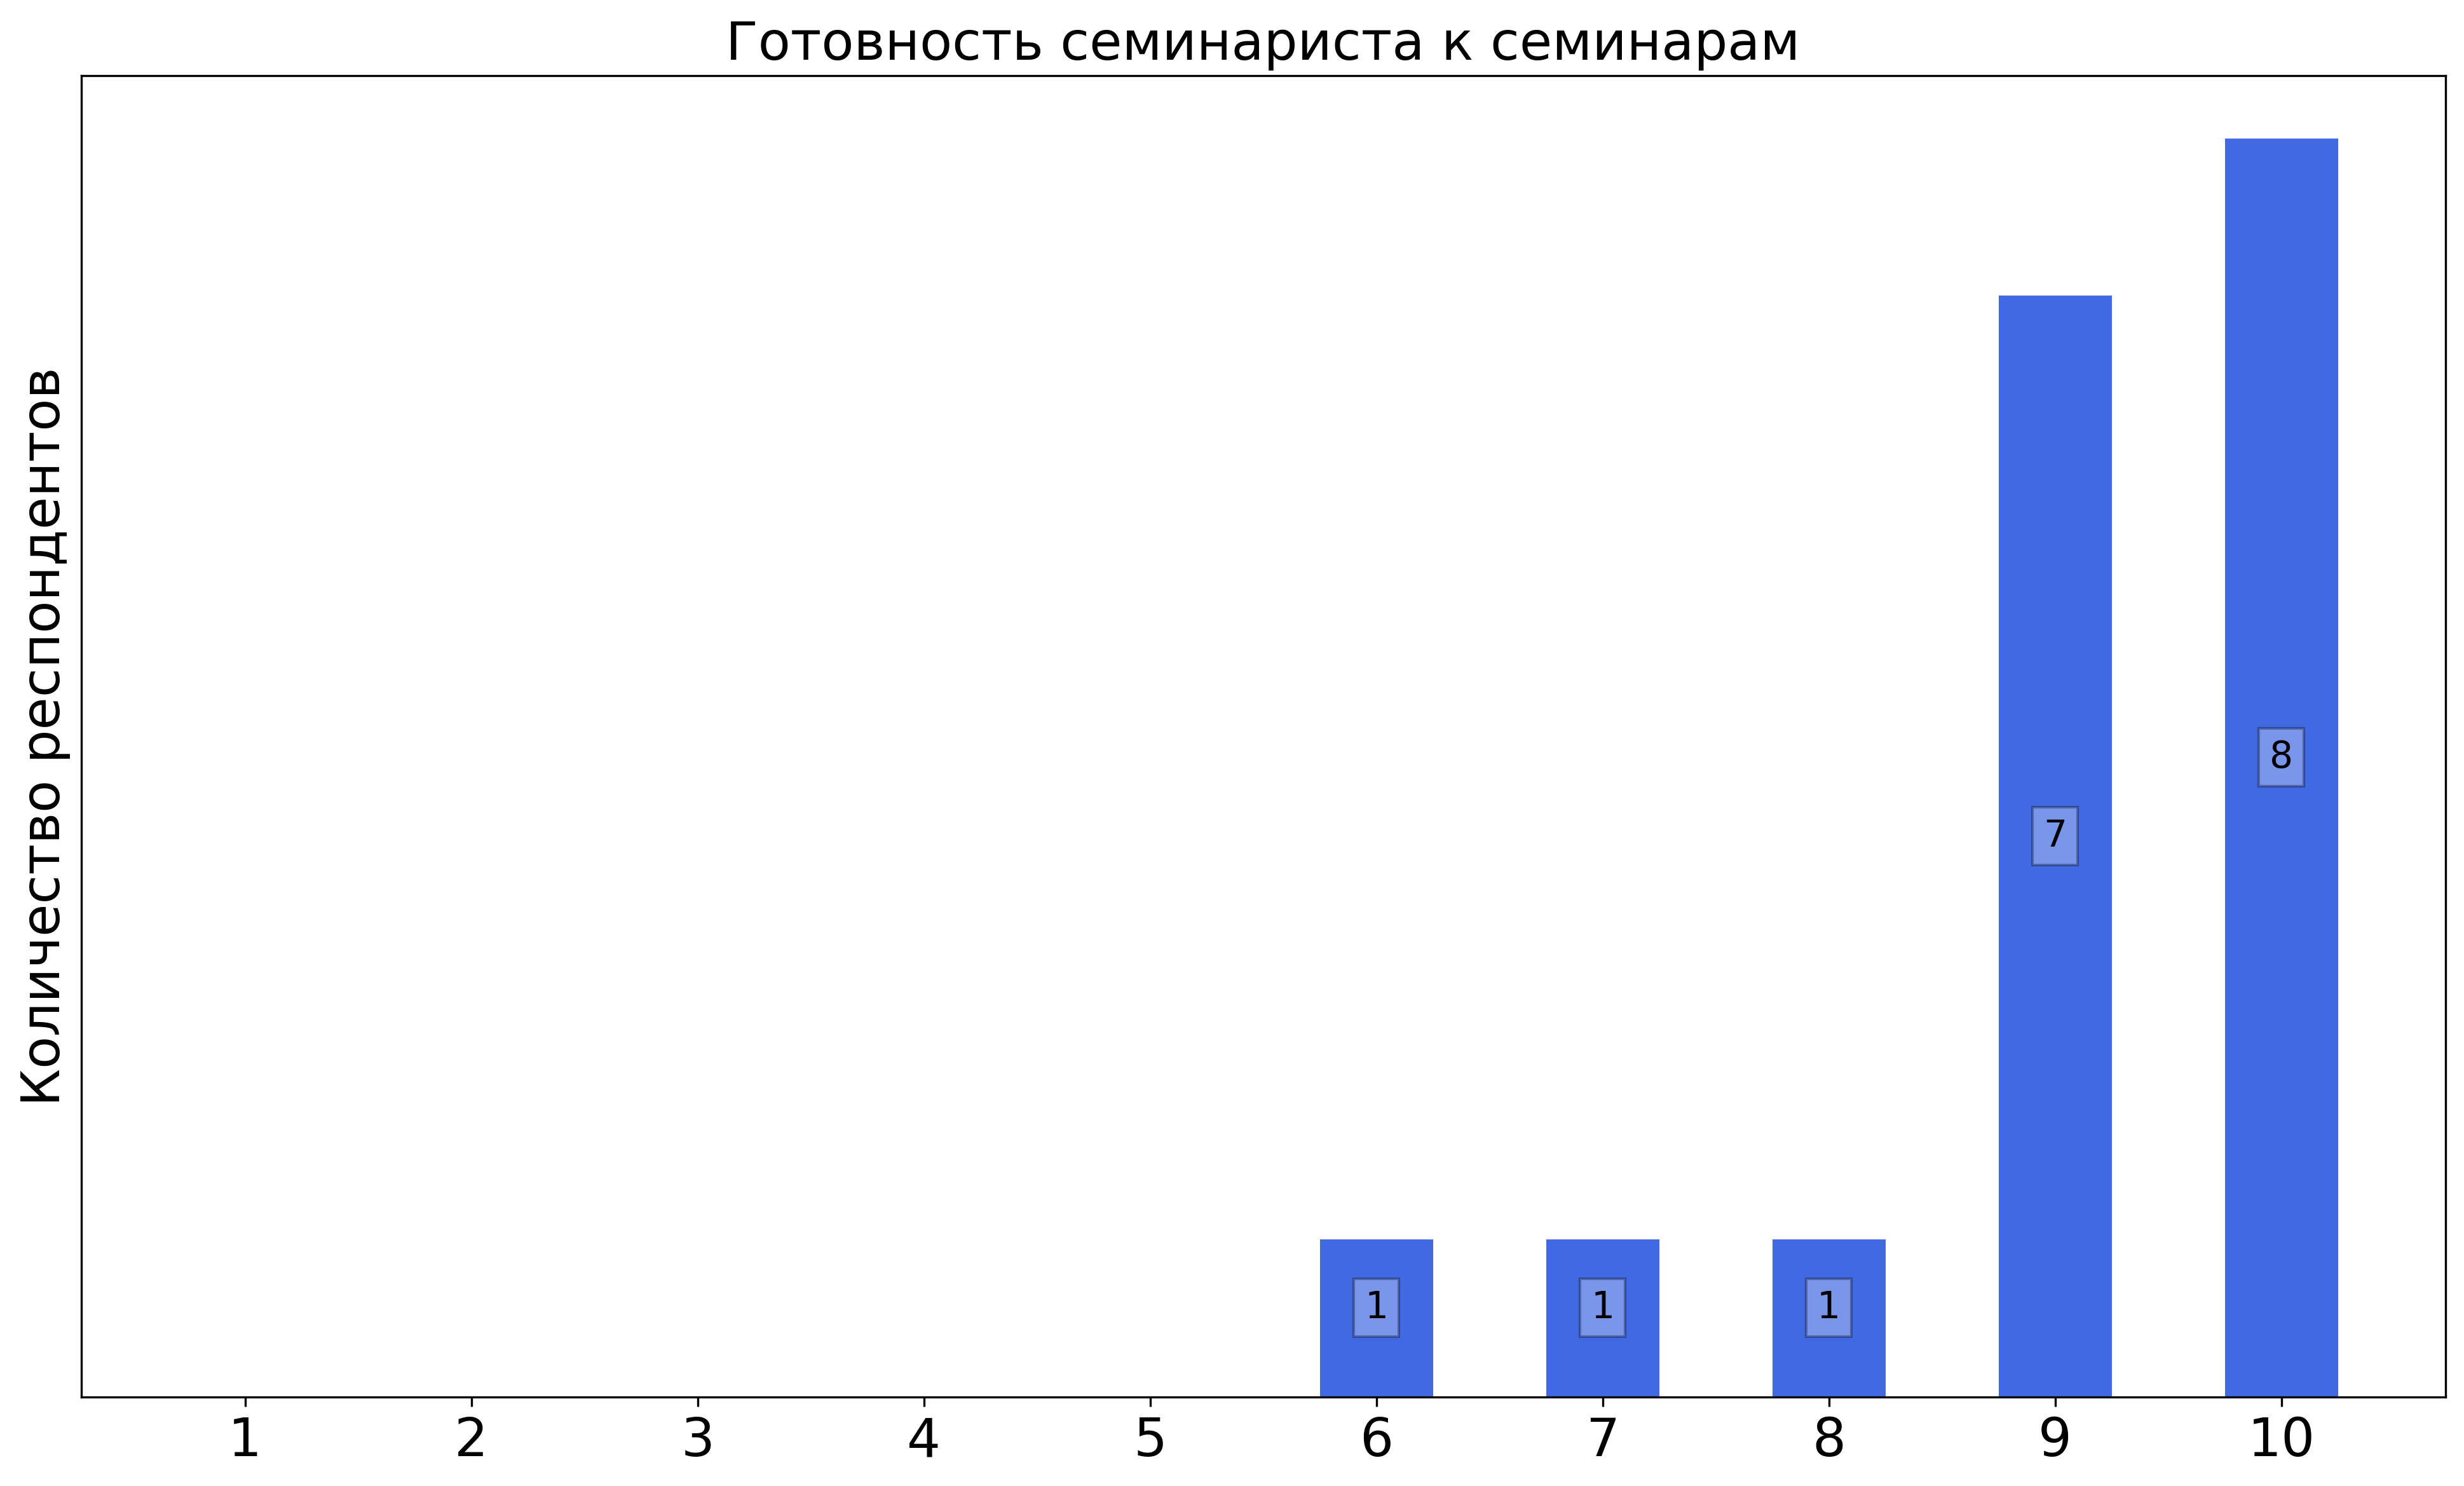 Готовность семинариста к семинарам
Количество респондентов
8
7
1 1 1
1 2 3 4 5 6 7 8 9 10